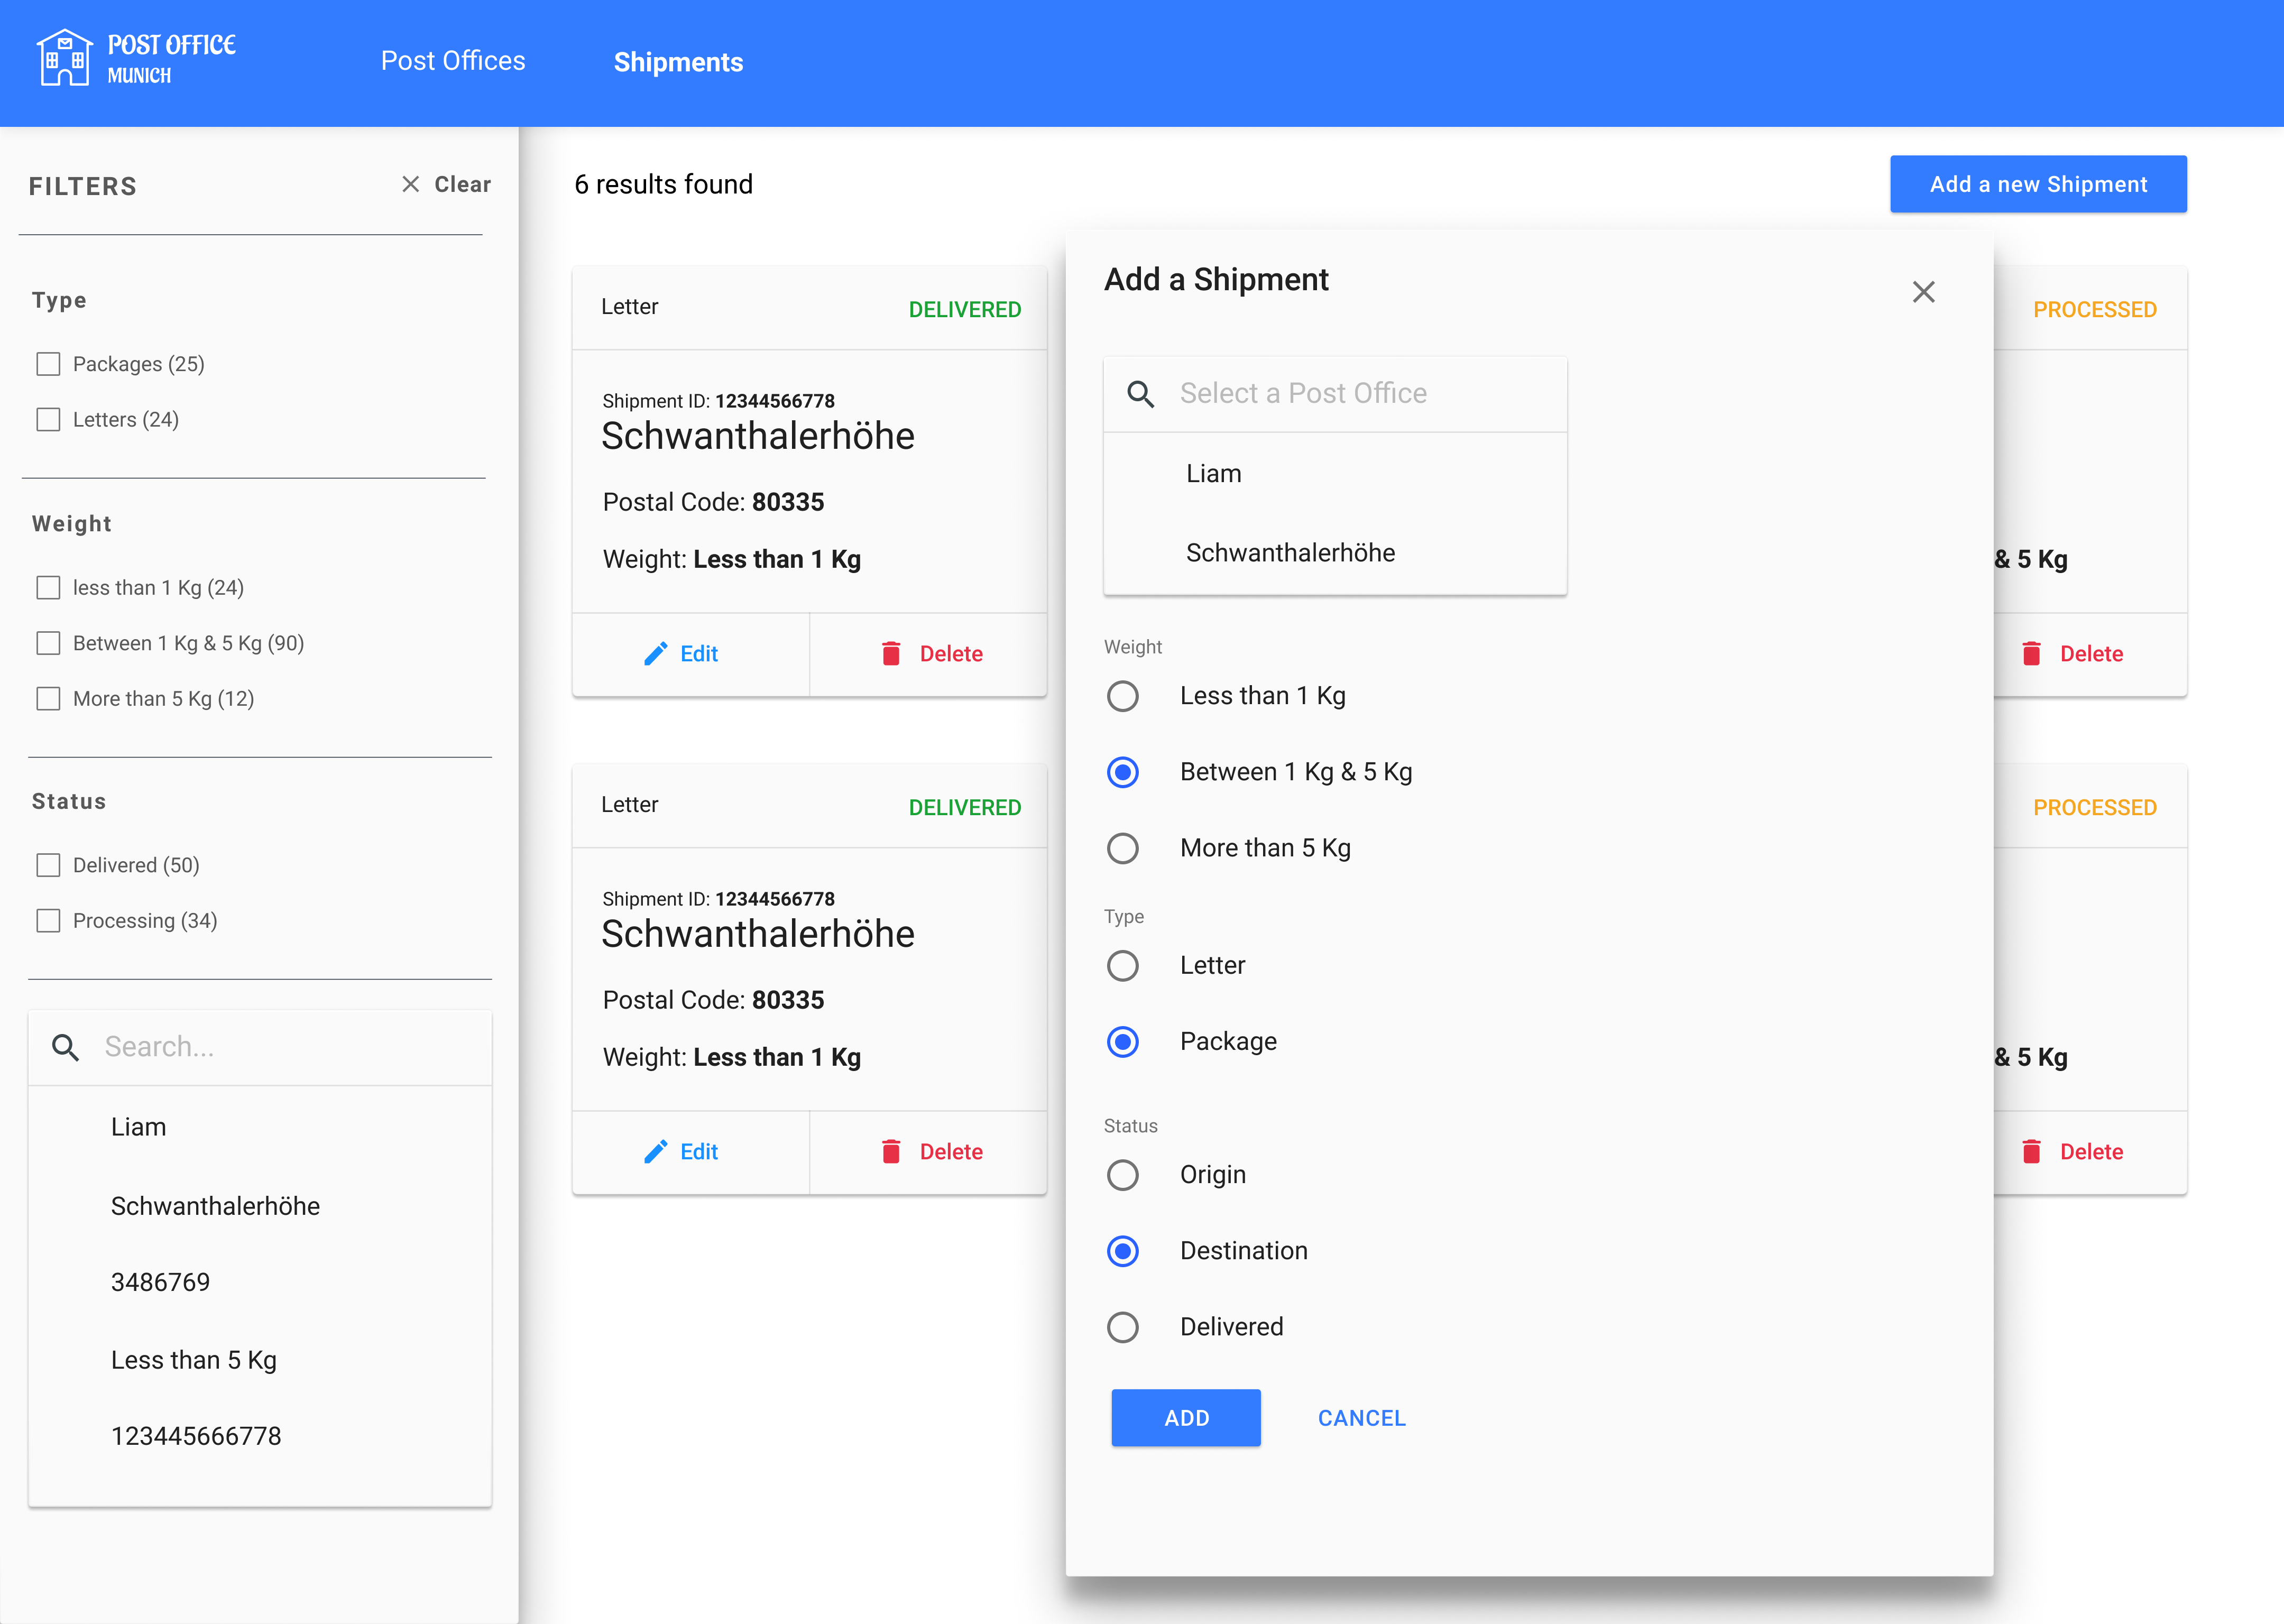 POST OFFICE
MUNICH
Post Offices
Shipments
FILTERS
Clear
Type
Packages (25)
Letters (24)
Weight
less than 1 Kg (24)
Between 1 Kg & 5 Kg (90)
More than 5 Kg (12)
Status
Delivered (50)
Processing (34)
Search...
Liam
Schwanthalerhöhe
3486769
Less than 5 Kg
123445666778
6 results found
Add a new Shipment
Letter
DELIVERED
Shipment ID: 12344566778
Schwanthalerhöhe
Postal Code: 80335
Weight: Less than 1 Kg
Edit
Delete
Letter
DELIVERED
Shipment ID: 12344566778
Schwanthalerhöhe
Postal Code: 80335
Weight: Less than 1 Kg
Edit
Delete
Add a Shipment
Select a Post Office
Liam
Schwanthalerhöhe
Weight
Less than 1 Kg
Between 1 Kg & 5 Kg
More than 5 Kg
Type
Letter
Package
Status
Origin
Destination
Delivered
ADD
CANCEL
PROCESSED
& 5 Kg
Delete
PROCESSED
& 5 Kg
Delete